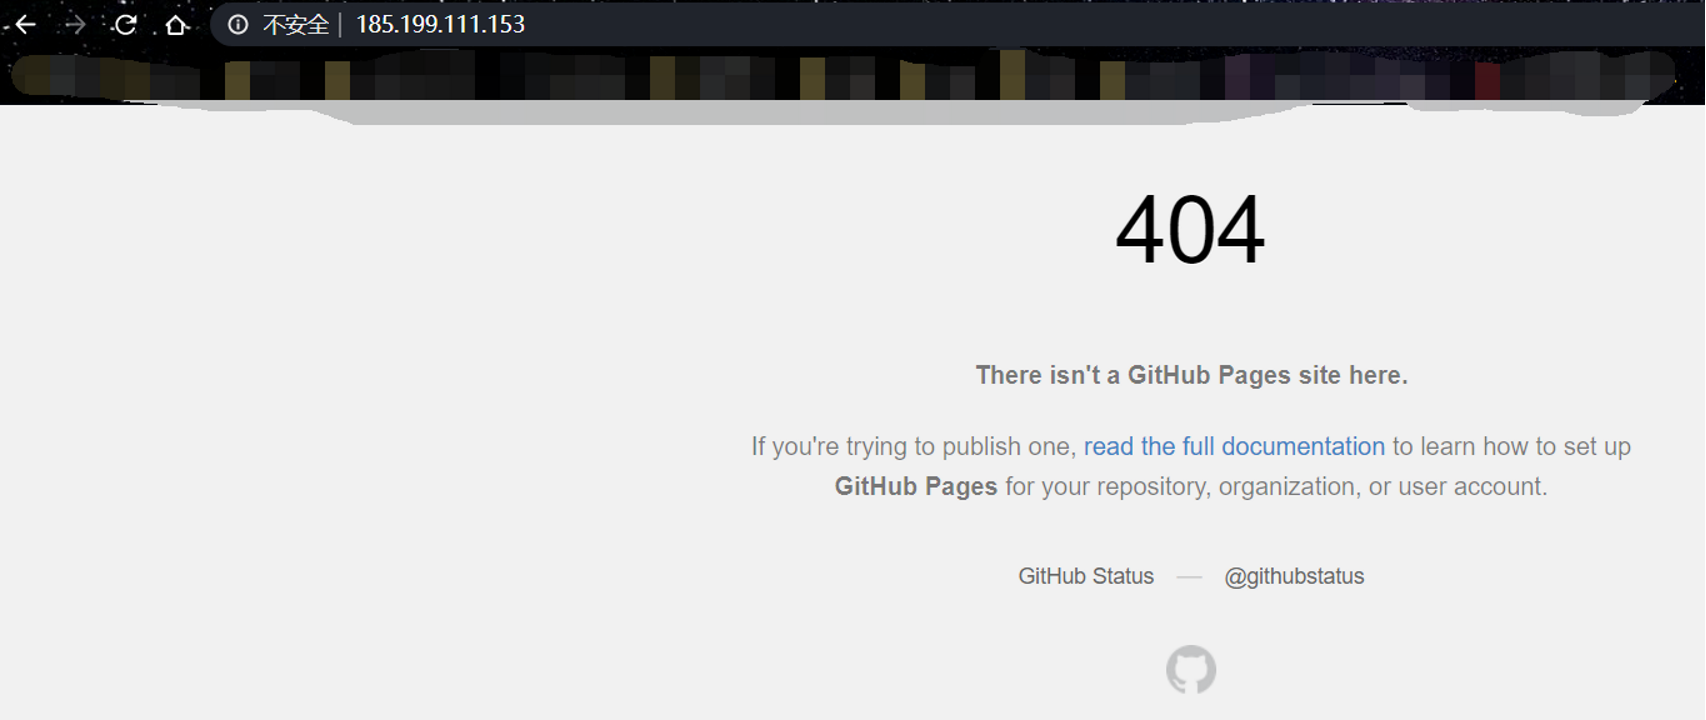 不安全 185.199.111.153
404
There isn't a GitHub Pages site here.
If you're trying to publish one, read the full documentation to learn how to set up
GitHub Pages for your repository, organization, or user account.
GitHub Status — @githubstatus